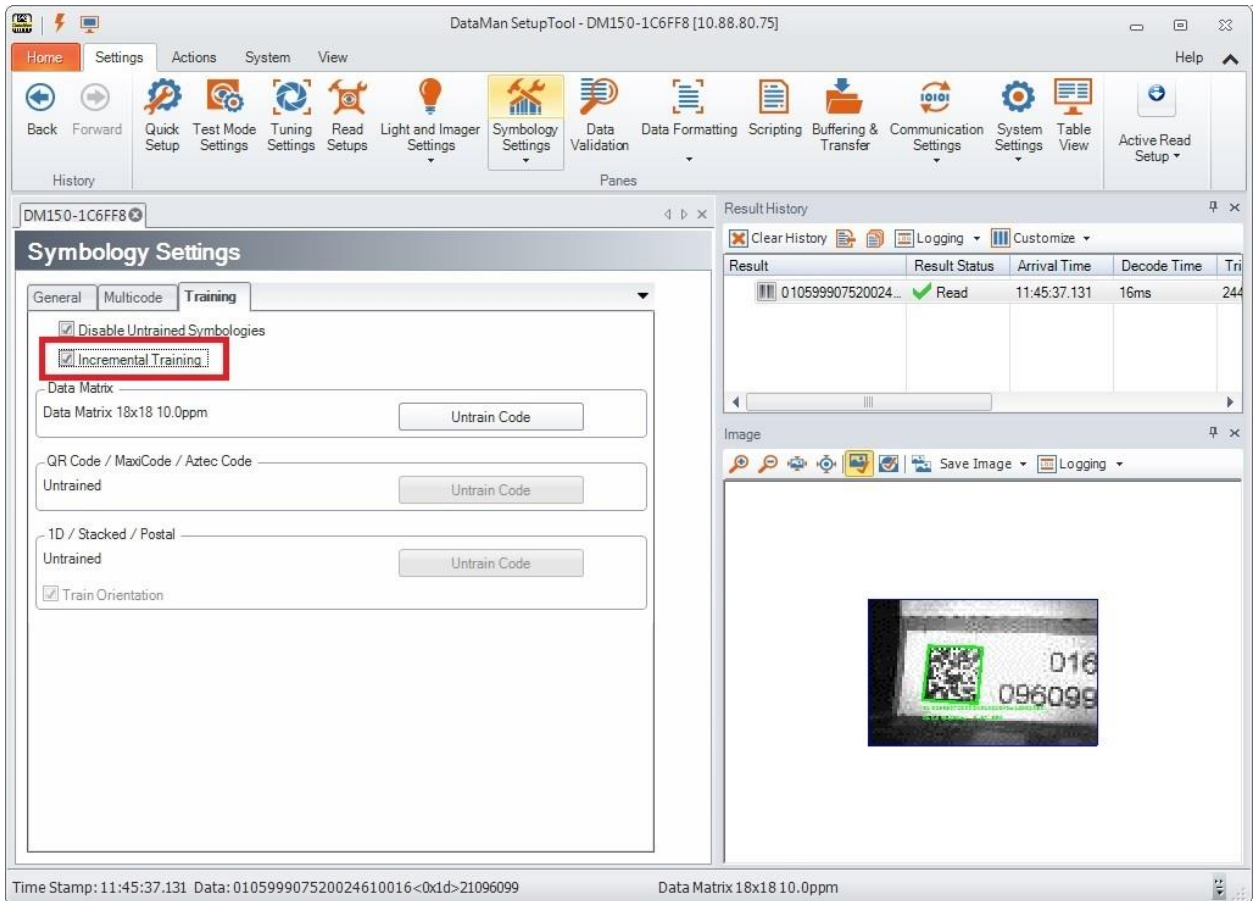 DataMan SetupTool - DM150-1C6FF8 [10.88.80.75]
Home Settings Actions System View Help
Back Forward Quick Setup Test Mode Settings Tuning Settings Read Setups Light and Imager Settings Symbology Settings Data Validation Data Formatting Scripting Buffering & Transfer Communication Settings System Settings Table View Active Read Setup
History Panes
DM150-1C6FF8
Symbology Settings
General Multicode Training
Disable Untrained Symbologies
Incremental Training
Data Matrix
Data Matrix 18x18 10.0ppm Untrain Code
QR Code / MaxiCode / Aztec Code
Untrained Untrain Code
1D / Stacked / Postal
Untrained Untrain Code
Train Orientation
Result History
Clear History Logging Customize
Result Result Status Arrival Time Decode Time Tri
010599907520024... Read 11:45:37.131 16ms 244
Image
Save Image Logging
016
096099
Time Stamp: 11:45:37.131 Data: 010599907520024610016<0x1d>21096099 Data Matrix 18x18 10.0ppm